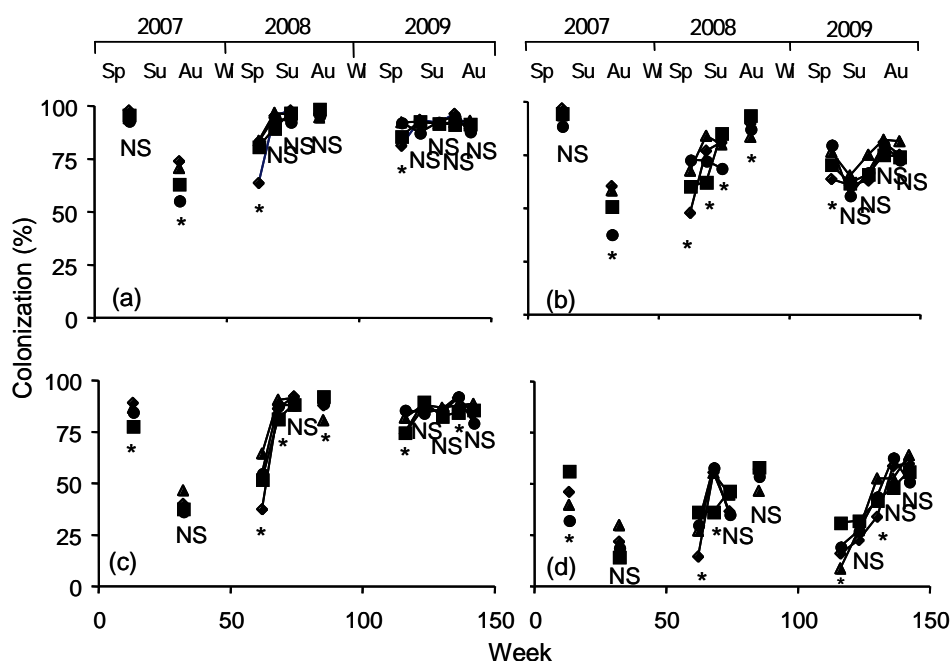 2007 2008 2009 2007 2008 2009
Sp Su Au Wi Sp Su Au Wi Sp Su Au Sp Su Au Wi Sp Su Au Wi Sp Su Au
Colonization (%)
100
75
50
25
0
NS
*
*
NS
NS
NS
*
NS
NS
NS
NS
(a)
NS
*
*
*
*
*
*
NS
NS
NS
NS
(b)
100
75
50
25
0
*
NS
*
*
NS
*
*
NS
NS
*
NS
(c)
*
NS
*
*
NS
NS
*
NS
*
NS
NS
(d)
0 50 100 150 0 50 100 150
Week